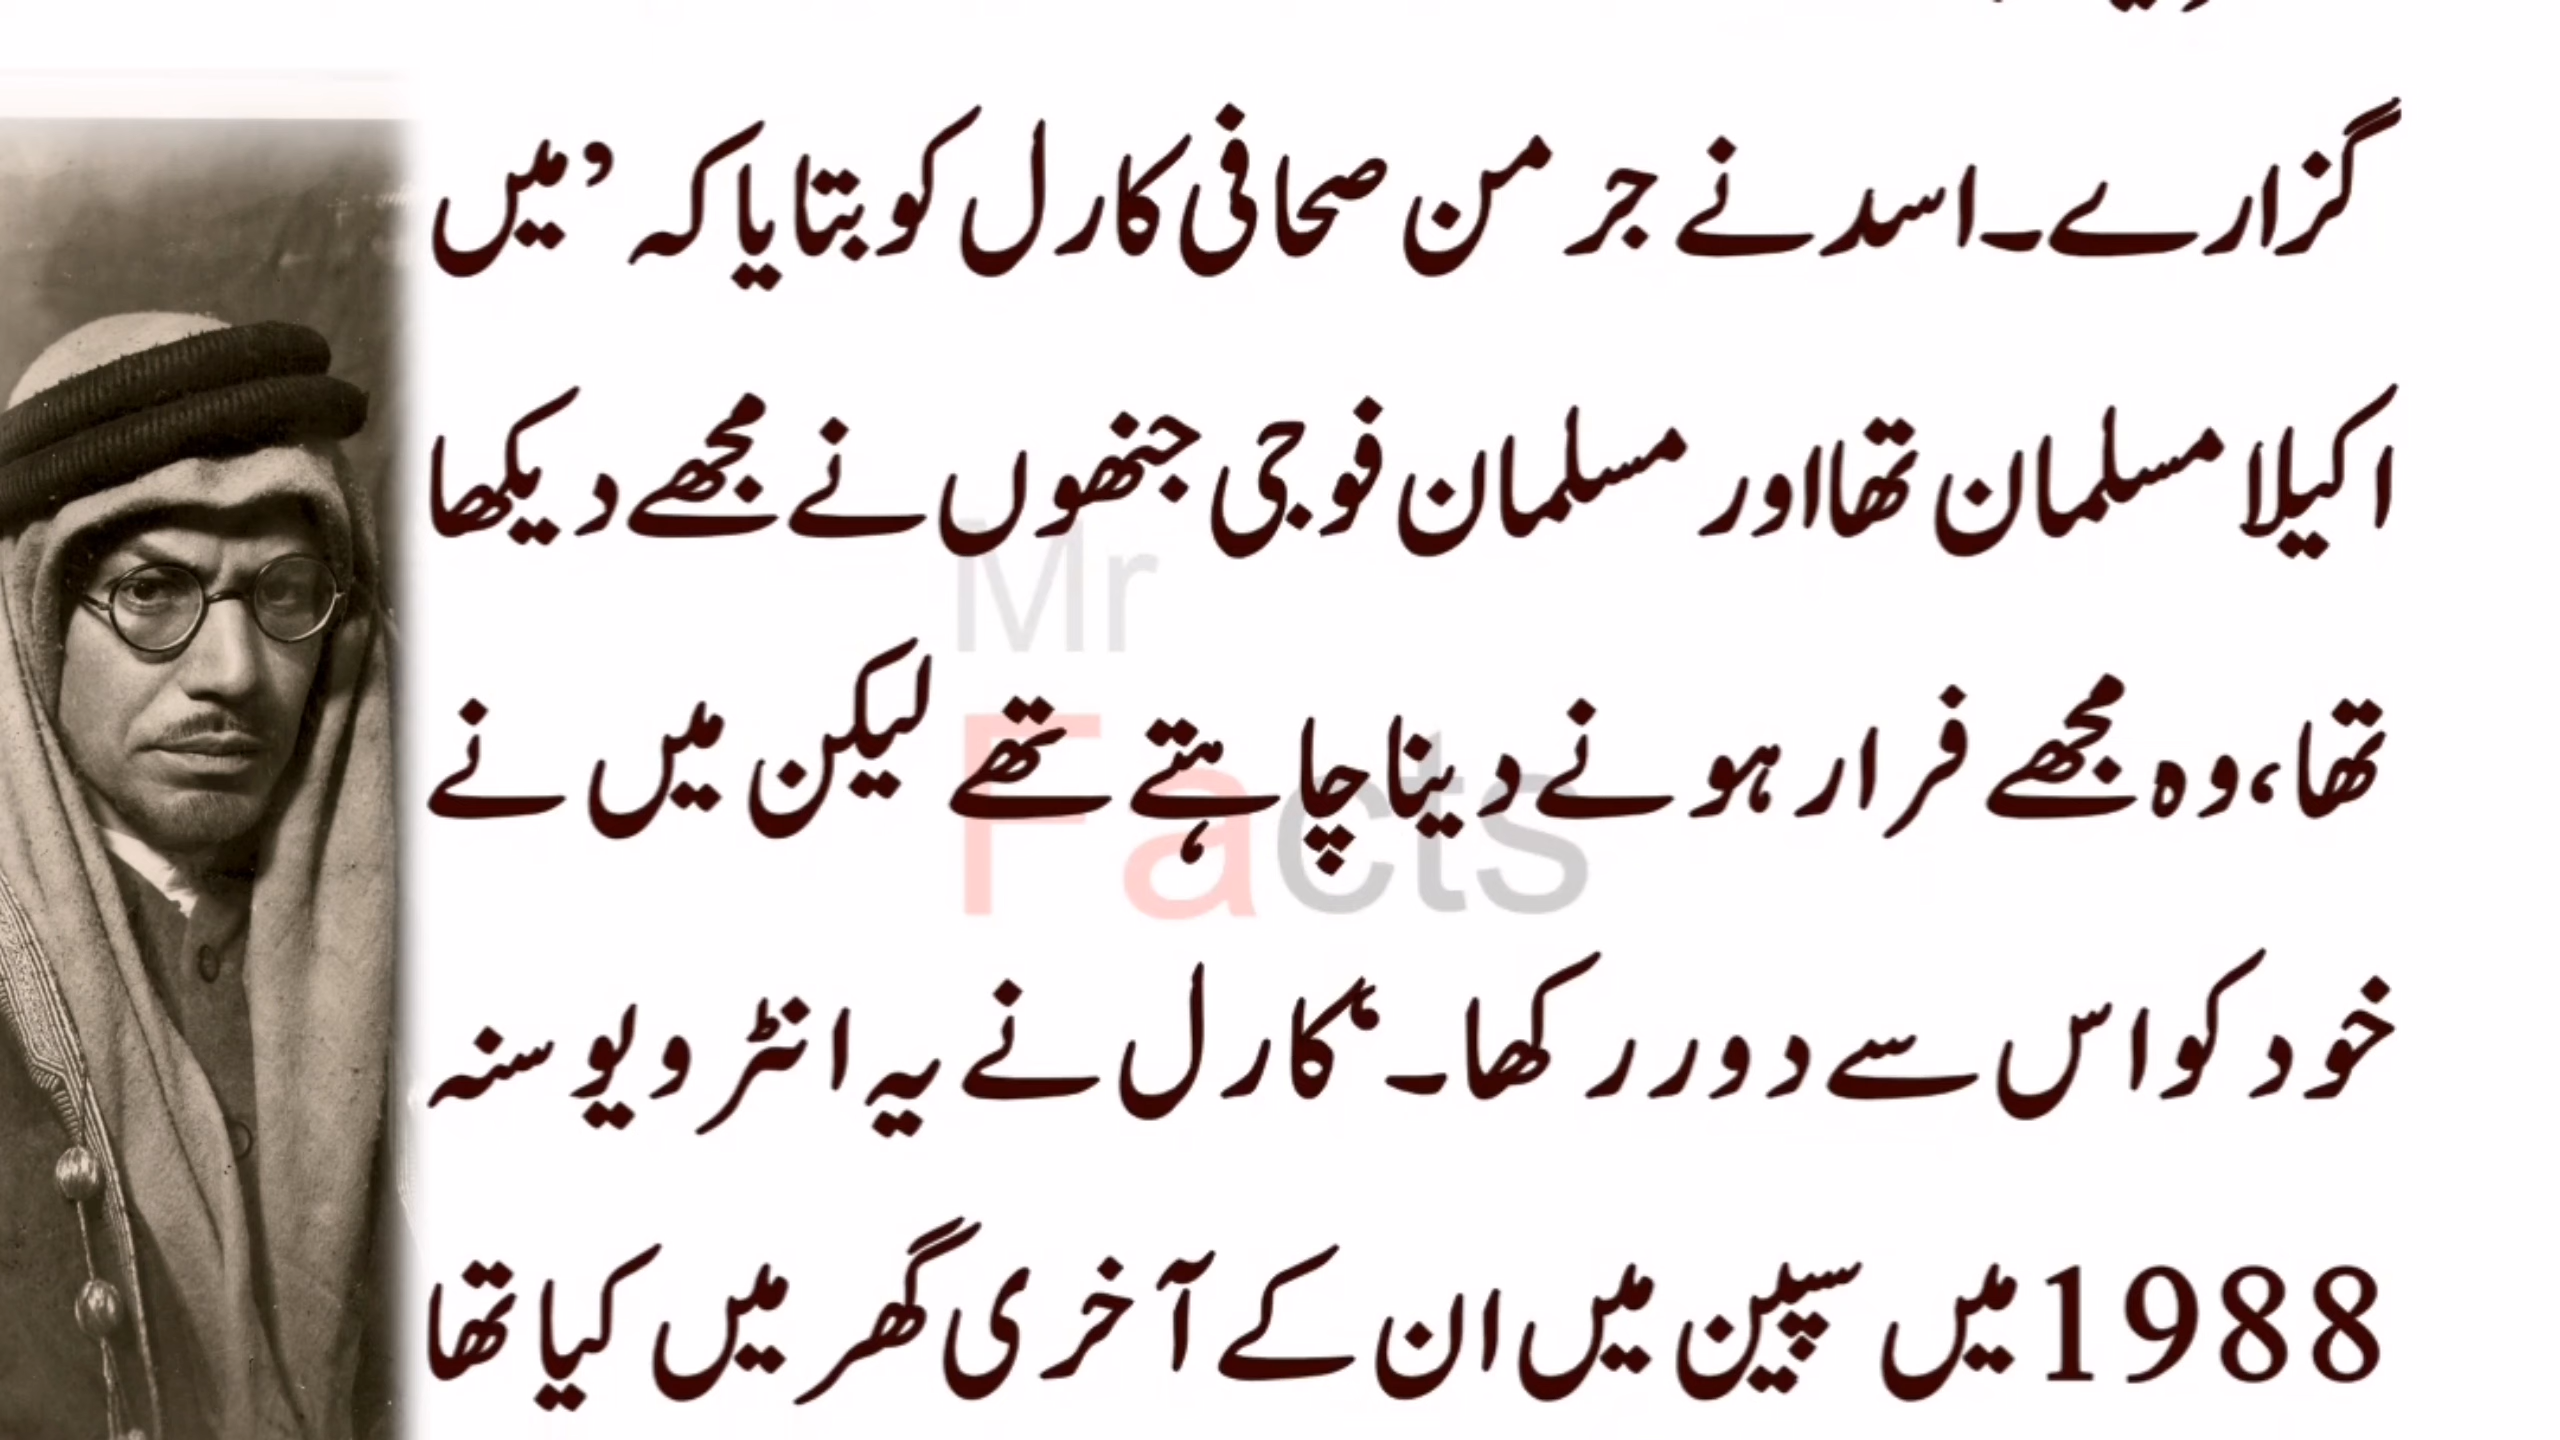 گزارے۔ اسد نے جرمن صحافی کارل کو بتایا کہ ’میں
اکیلا مسلمان تھا اور مسلمان فوجی جنھوں نے مجھے دیکھا
تھا، وہ مجھے فرار ہونے دینا چاہتے تھے لیکن میں نے
خود کو اس سے دور رکھا۔‘ کارل نے یہ انٹرویو سنہ
1988 میں سپین میں ان کے آخری گھر میں کیا تھا
Mr
Facts